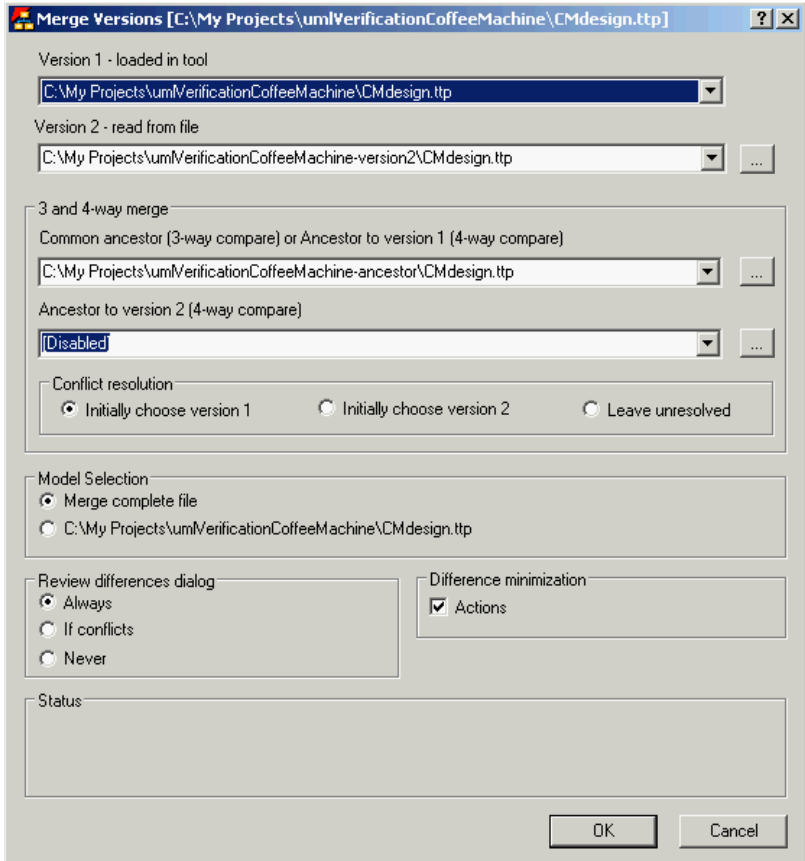 Merge Versions [C:\My Projects\umlVerificationCoffeeMachine\CMdesign.ttp]
? X
Version 1 - loaded in tool
C:\My Projects\umlVerificationCoffeeMachine\CMdesign.ttp
Version 2 - read from file
C:\My Projects\umlVerificationCoffeeMachine-version2\CMdesign.ttp
...
3 and 4-way merge
Common ancestor (3-way compare) or Ancestor to version 1 (4-way compare)
C:\My Projects\umlVerificationCoffeeMachine-ancestor\CMdesign.ttp
...
Ancestor to version 2 (4-way compare)
[Disabled]
...
Conflict resolution
Initially choose version 1 Initially choose version 2 Leave unresolved
Model Selection
Merge complete file
C:\My Projects\umlVerificationCoffeeMachine\CMdesign.ttp
Review differences dialog
Always
If conflicts
Never
Difference minimization
Actions
Status
OK Cancel